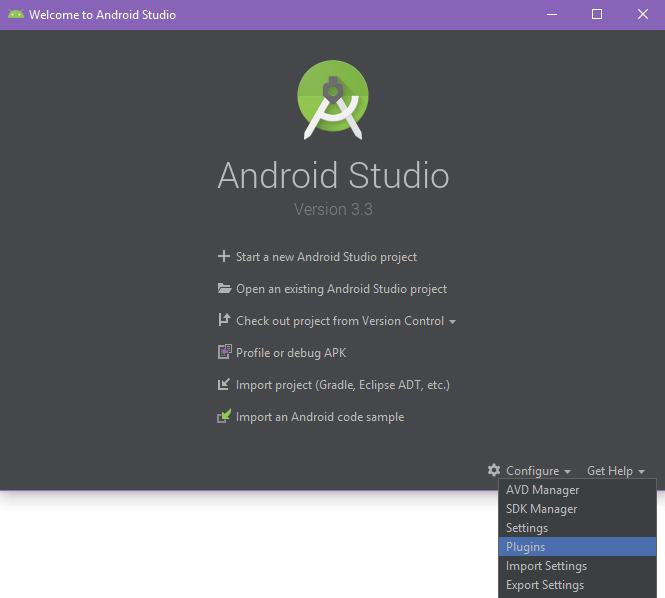 Welcome to Android Studio
Android Studio
Version 3.3
Start a new Android Studio project
Open an existing Android Studio project
Check out project from Version Control
Profile or debug APK
Import project (Gradle, Eclipse ADT, etc.)
Import an Android code sample
Configure Get Help
AVD Manager
SDK Manager
Settings
Plugins
Import Settings
Export Settings